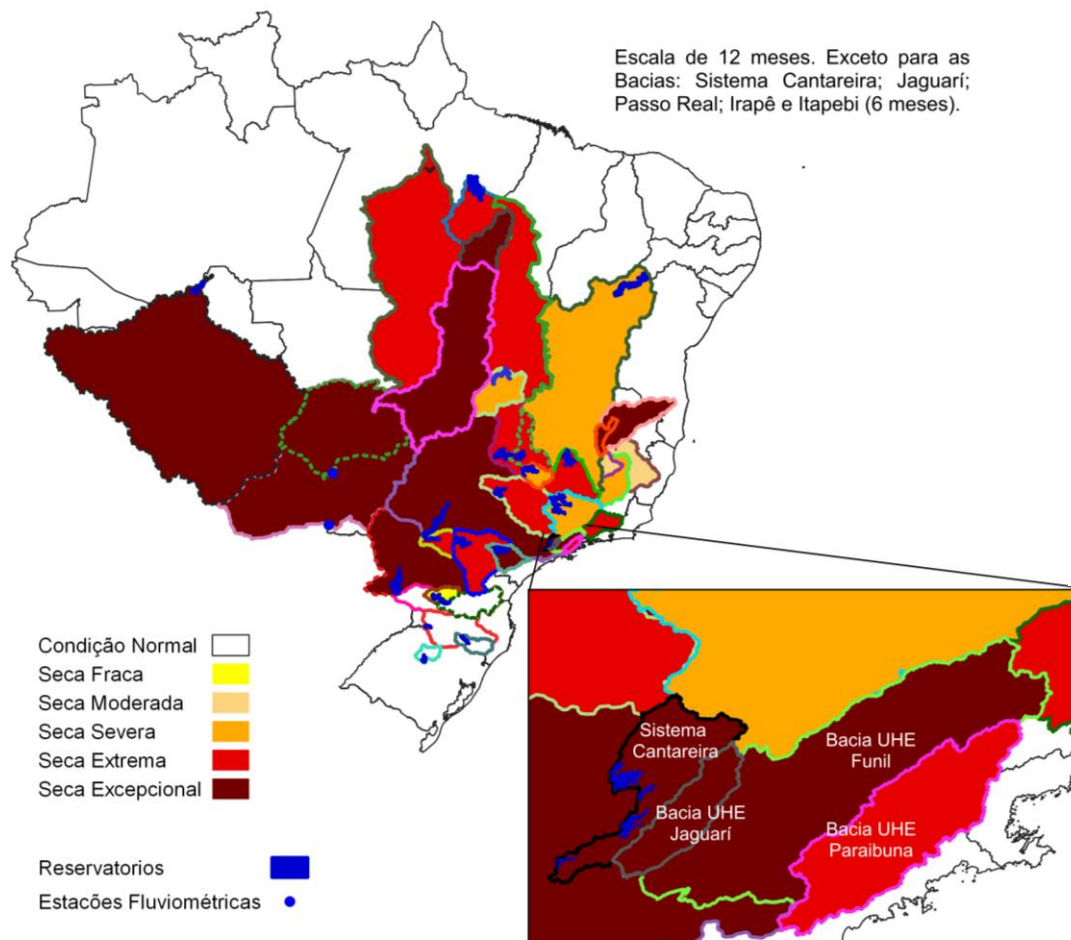 Escala de 12 meses. Exceto para as
Bacias: Sistema Cantareira; Jaguarí;
Passo Real; Irapê e Itapebi (6 meses).
Condição Normal
Seca Fraca
Seca Moderada
Seca Severa
Seca Extrema
Seca Excepcional
Reservatorios
Estacões Fluviométricas
Sistema
Cantareira
Bacia UHE
Funil
Bacia UHE
Jaguarí
Bacia UHE
Paraibuna